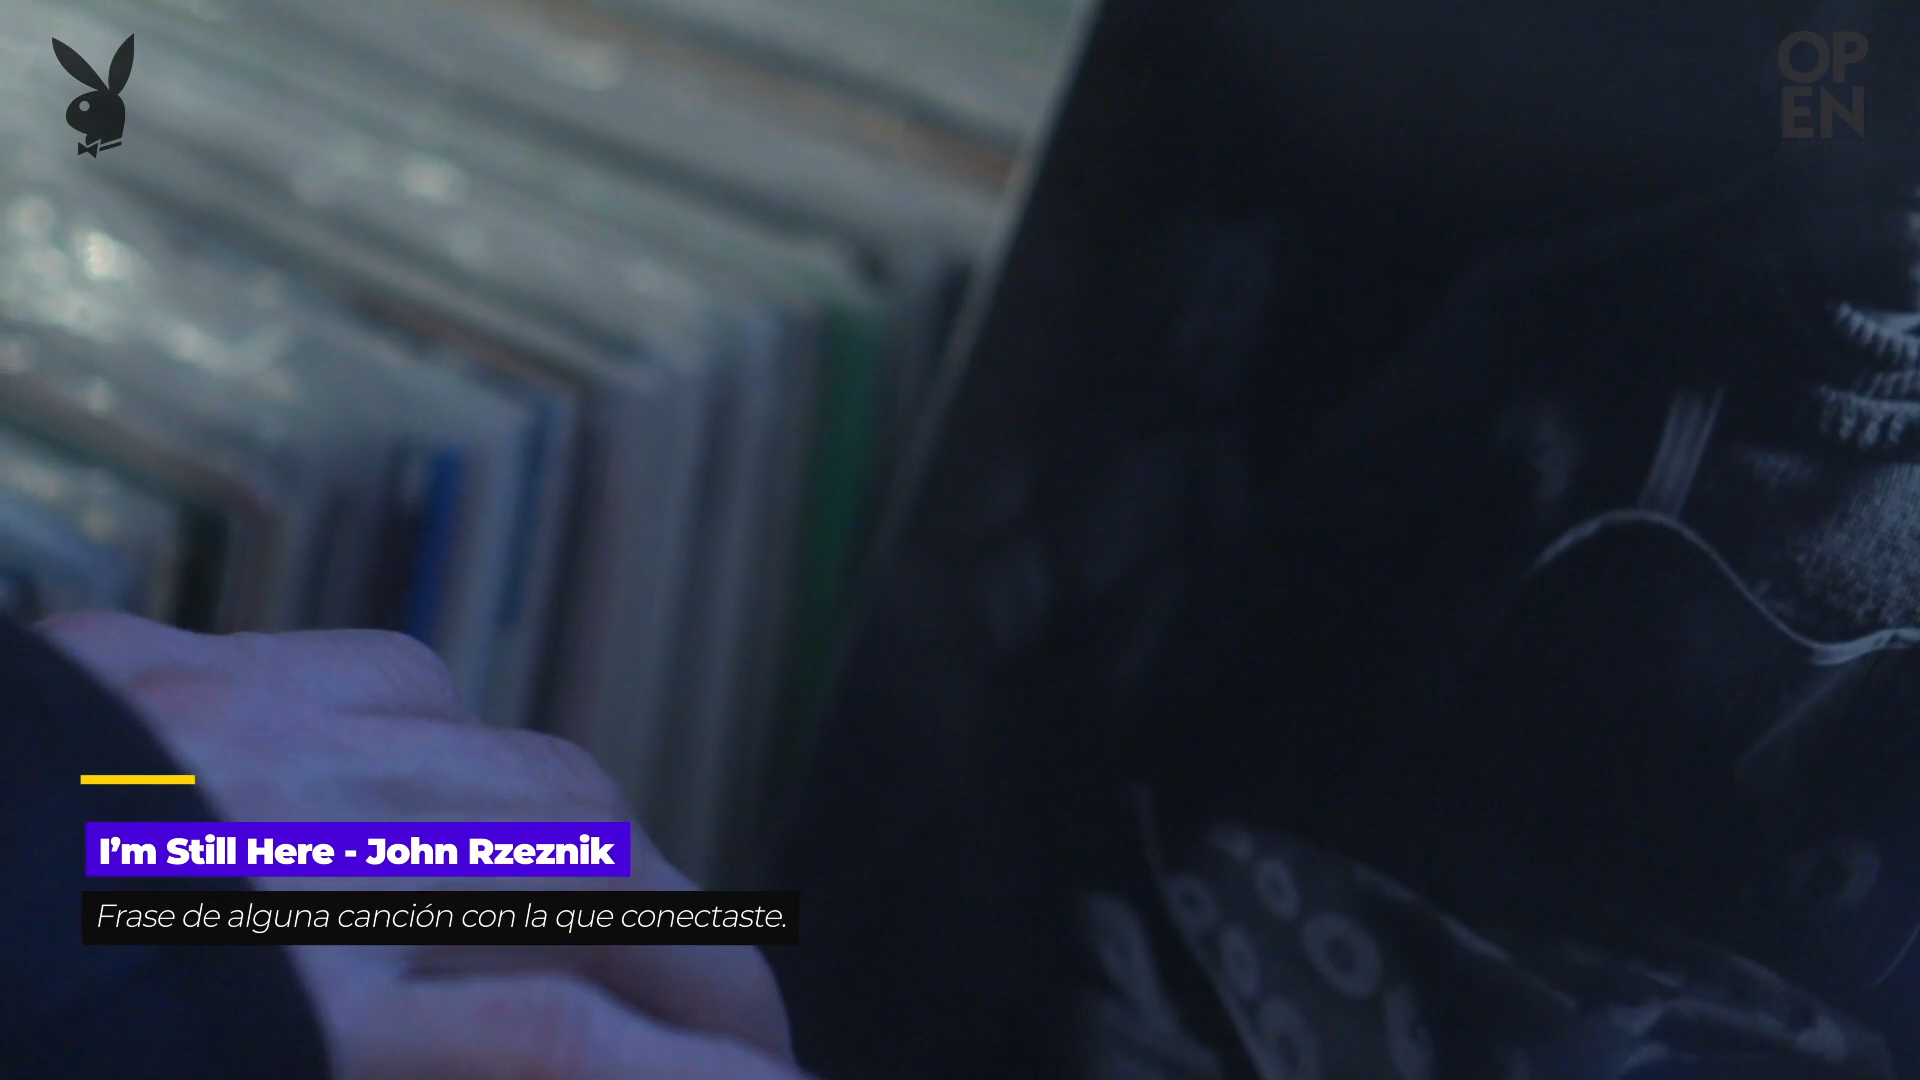 OP
EN
I’m Still Here - John Rzeznik
Frase de alguna canción con la que conectaste.